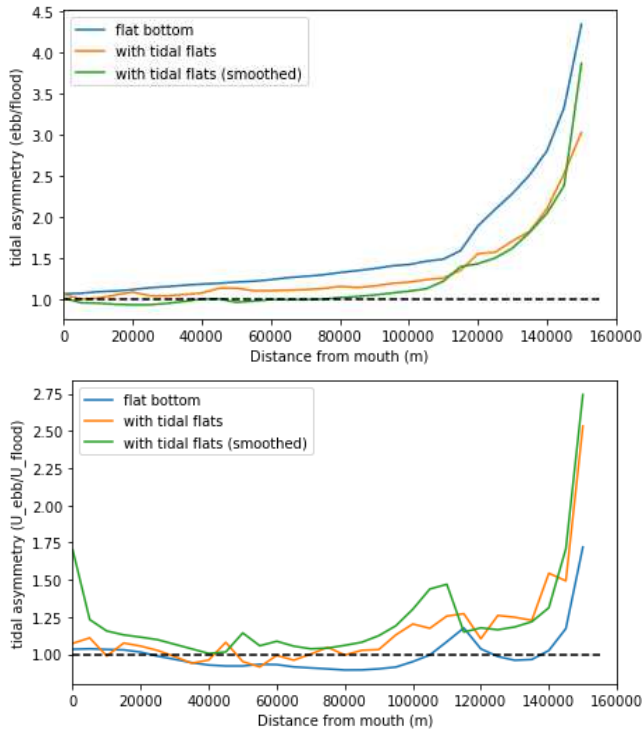 4.5
4.0
3.5
3.0
2.5
2.0
1.5
1.0
tidal asymmetry (ebb/flood)
flat bottom
with tidal flats
with tidal flats (smoothed)
0 20000 40000 60000 80000 100000 120000 140000 160000
Distance from mouth (m)
2.75
2.50
2.25
2.00
1.75
1.50
1.25
1.00
tidal asymmetry (U_ebb/U_flood)
flat bottom
with tidal flats
with tidal flats (smoothed)
0 20000 40000 60000 80000 100000 120000 140000 160000
Distance from mouth (m)